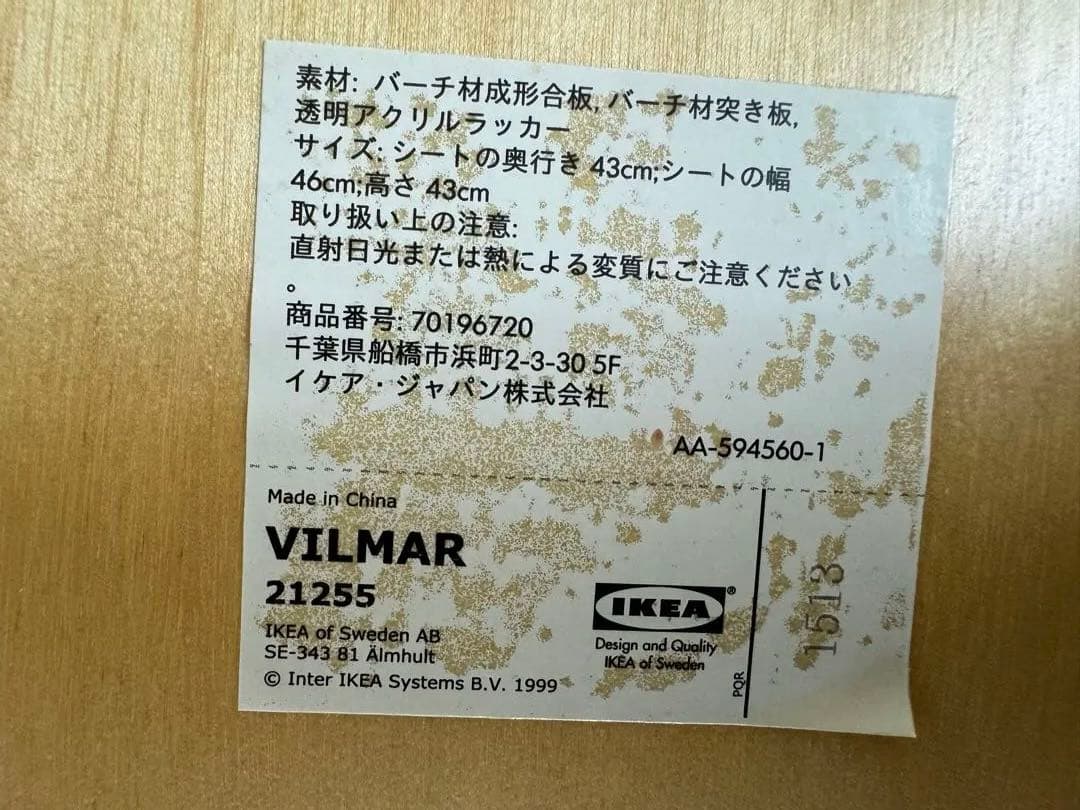 素材: バーチ材成形合板, バーチ材突き板,
透明アクリルラッカー
サイズ: シートの奥行き 43cm;シートの幅
46cm;高さ 43cm
取り扱い上の注意:
直射日光または熱による変質にご注意ください
。
商品番号: 70196720
千葉県船橋市浜町2-3-30 5F
イケア・ジャパン株式会社
AA-594560-1
Made in China
VILMAR
21255
IKEA of Sweden AB
SE-343 81 Älmhult
© Inter IKEA Systems B.V. 1999
IKEA®
Design and Quality
IKEA of Sweden
PQR
1513